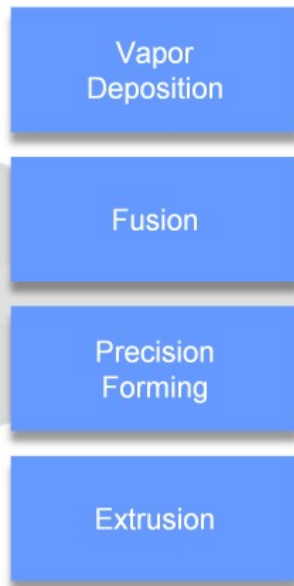 Vapor
Deposition
Fusion
Precision
Forming
Extrusion